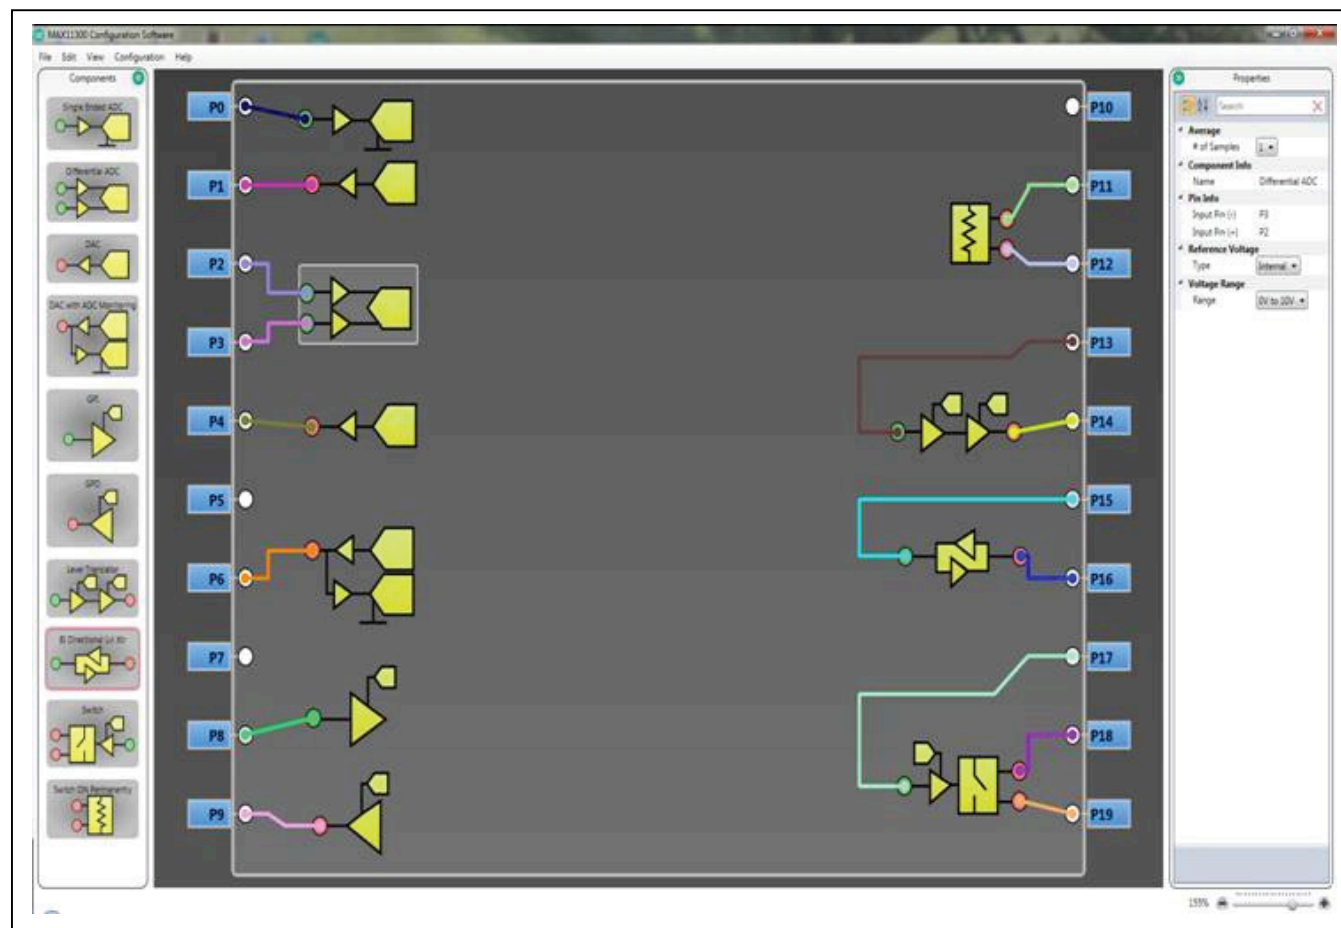 MAX11300 Configuration Software
File Edit View Configuration Help
Components
Single Ended ADC
Differential ADC
DAC
DAC with ADC Monitoring
GPI
GPO
Level Translator
Bi Directional Lvl Xlr
Switch
Switch ON Permanently
P0
P1
P2
P3
P4
P5
P6
P7
P8
P9
P10
P11
P12
P13
P14
P15
P16
P17
P18
P19
Properties
Search
Average
# of Samples 1
Component Info
Name Differential ADC
Pin Info
Input Pin (-) P3
Input Pin (+) P2
Reference Voltage
Type Internal
Voltage Range
Range 0V to 10V
155%